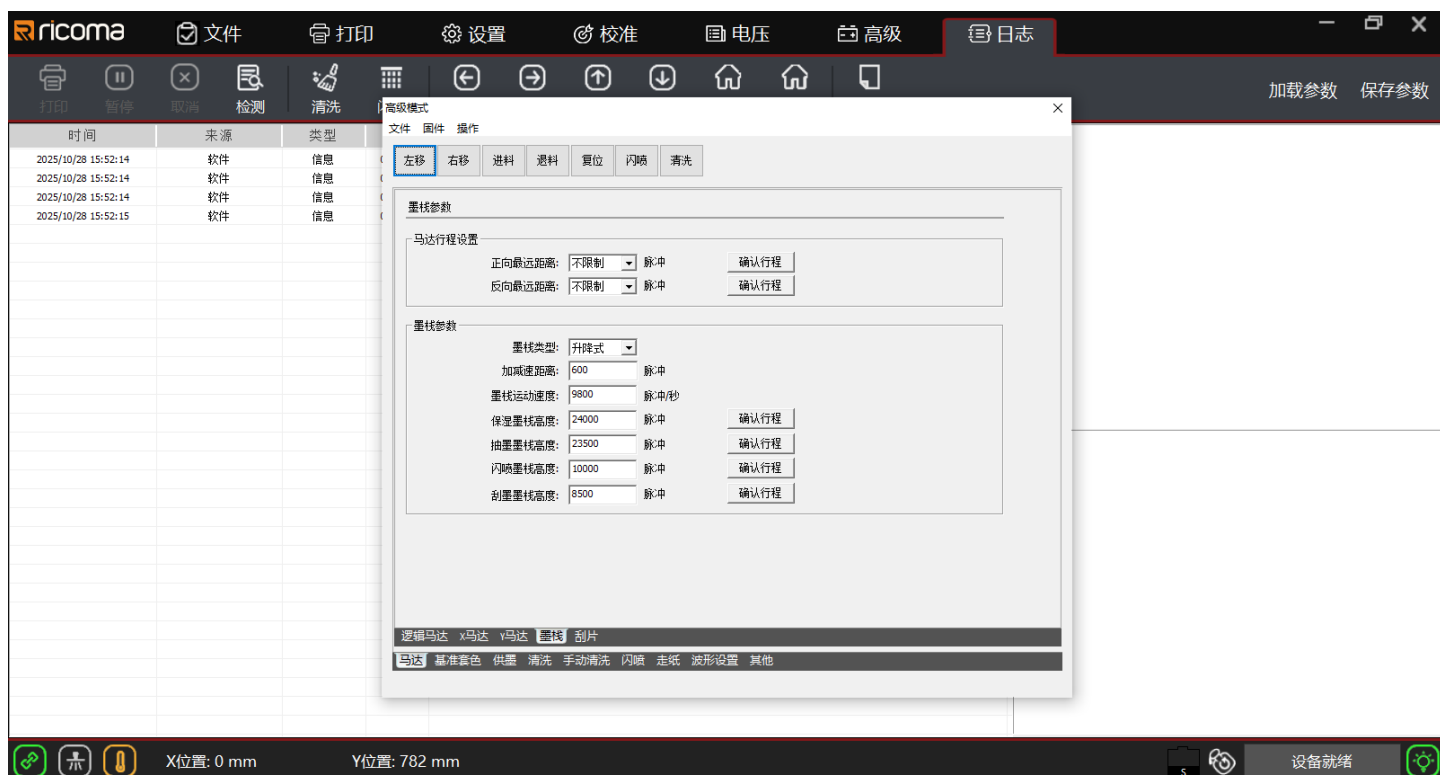 ricoma 文件 打印 设置 校准 电压 高级 日志
打印 暂停 取消 检测 清洗 加载参数 保存参数
高级模式
文件 固件 操作
左移 右移 进料 退料 复位 闪喷 清洗
时间 来源 类型
2025/10/28 15:52:14 软件 信息
2025/10/28 15:52:14 软件 信息
2025/10/28 15:52:14 软件 信息
2025/10/28 15:52:15 软件 信息
墨栈参数
马达行程设置
正向最远距离: 不限制 脉冲 确认行程
反向最远距离: 不限制 脉冲 确认行程
墨栈参数
墨栈类型: 升降式
加减速距离: 600 脉冲
墨栈运动速度: 9800 脉冲/秒
保湿墨栈高度: 24000 脉冲 确认行程
抽墨墨栈高度: 23500 脉冲 确认行程
闪喷墨栈高度: 10000 脉冲 确认行程
刮墨墨栈高度: 8500 脉冲 确认行程
逻辑马达 X马达 Y马达 墨栈 刮片
马达 基准套色 供墨 清洗 手动清洗 闪喷 走纸 波形设置 其他
X位置: 0 mm Y位置: 782 mm S 设备就绪